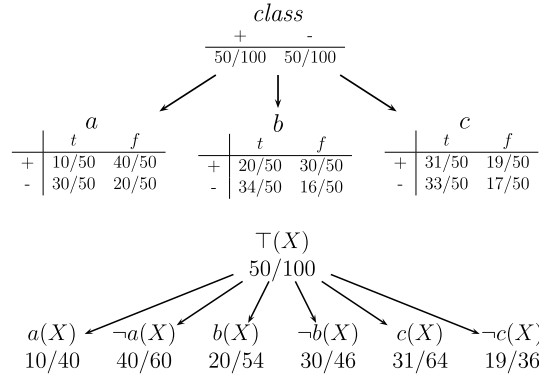 class
+ -
50/100 50/100
a b c
t f t f t f
+ 10/50 40/50 + 20/50 30/50 + 31/50 19/50
- 30/50 20/50 - 34/50 16/50 - 33/50 17/50
⊤(X)
50/100
a(X) ¬a(X) b(X) ¬b(X) c(X) ¬c(X)
10/40 40/60 20/54 30/46 31/64 19/36